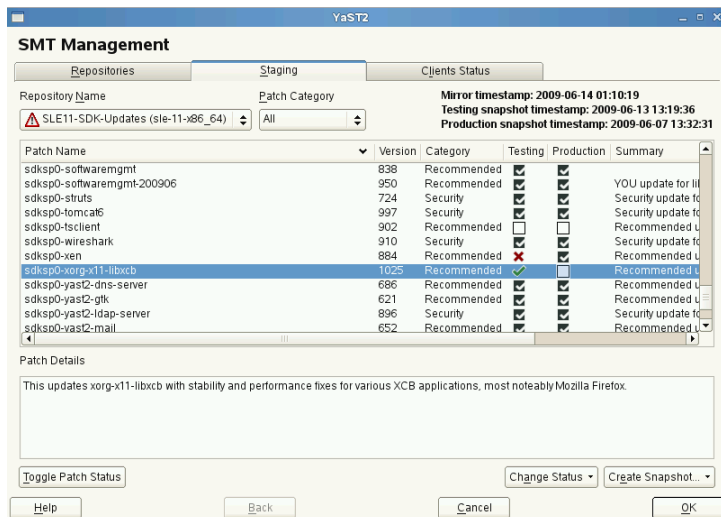 YaST2
SMT Management
Repositories Staging Clients Status
Repository Name Patch Category
Mirror timestamp: 2009-06-14 01:10:19
Testing snapshot timestamp: 2009-06-13 13:19:36
Production snapshot timestamp: 2009-06-07 13:32:31
SLE11-SDK-Updates (sle-11-x86_64) All
Patch Name Version Category Testing Production Summary
sdksp0-softwaremgmt 838 Recommended
sdksp0-softwaremgmt-200906 950 Recommended YOU update for lil
sdksp0-struts 724 Security Security update fo
sdksp0-tomcat6 997 Security Security update fo
sdksp0-tsclient 902 Recommended Recommended u
sdksp0-wireshark 910 Security Security update fo
sdksp0-xen 884 Recommended Recommended u
sdksp0-xorg-x11-libxcb 1025 Recommended Recommended u
sdksp0-yast2-dns-server 686 Recommended Recommended u
sdksp0-yast2-gtk 621 Recommended Recommended u
sdksp0-yast2-ldap-server 896 Security Security update fo
sdksp0-yast2-mail 652 Recommended Recommended u
Patch Details
This updates xorg-x11-libxcb with stability and performance fixes for various XCB applications, most noteably Mozilla Firefox.
Toggle Patch Status Change Status Create Snapshot...
Help Back Cancel OK